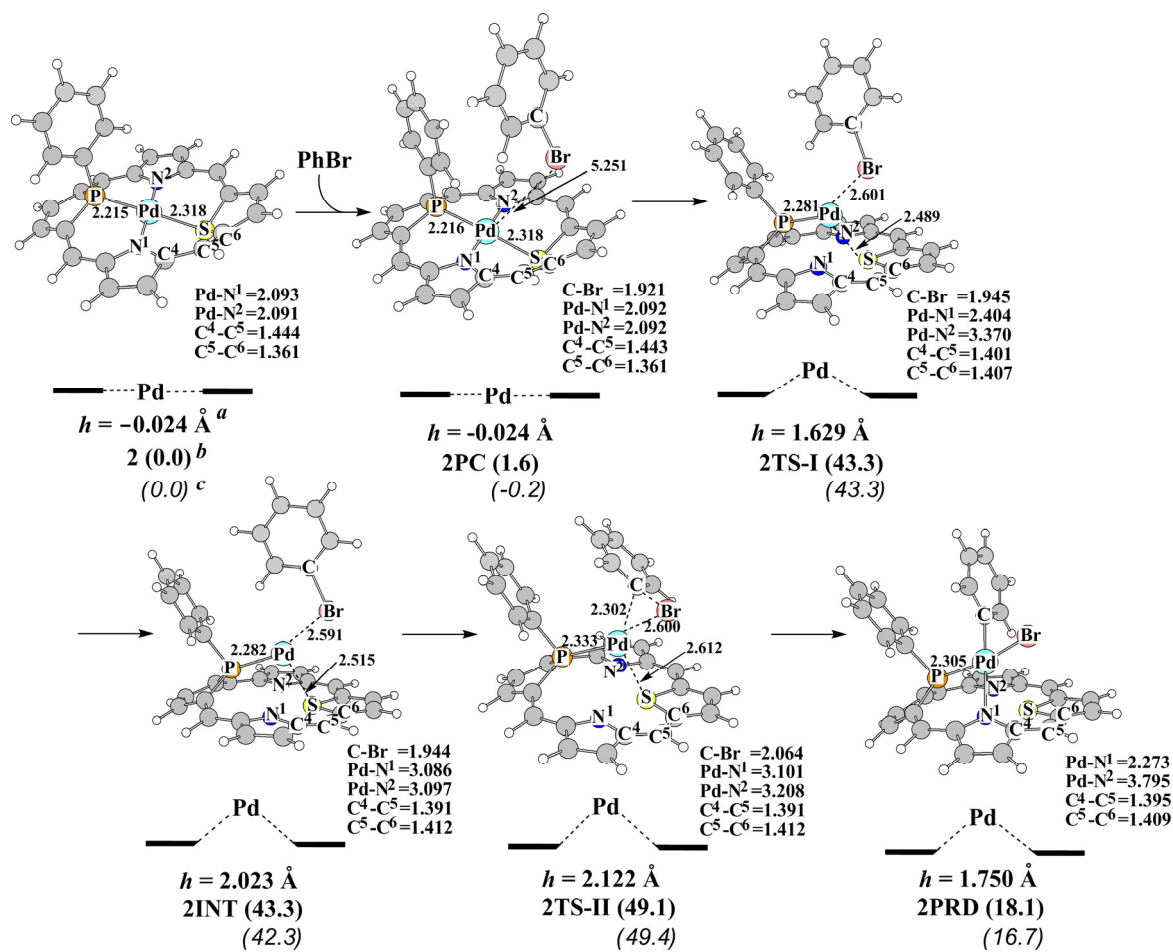 P
N²
2.215
Pd
2.318
N¹
S
C⁴
C⁵
C⁶
Pd-N¹=2.093
Pd-N²=2.091
C⁴-C⁵=1.444
C⁵-C⁶=1.361
Pd
h = −0.024 Å ᵃ
2 (0.0) ᵇ
(0.0) ᶜ
PhBr
C
Br
5.251
P
N²
2.216
Pd
2.318
N¹
S
C⁴
C⁵
C⁶
C-Br =1.921
Pd-N¹=2.092
Pd-N²=2.092
C⁴-C⁵=1.443
C⁵-C⁶=1.361
Pd
h = -0.024 Å
2PC (1.6)
(-0.2)
C
Br
2.601
2.281
Pd
2.489
P
N²
N¹
S
C⁴
C⁵
C⁶
C-Br =1.945
Pd-N¹=2.404
Pd-N²=3.370
C⁴-C⁵=1.401
C⁵-C⁶=1.407
Pd
h = 1.629 Å
2TS-I (43.3)
(43.3)
C
Br
2.591
2.282
Pd
2.515
P
N²
N¹
S
C⁴
C⁵
C⁶
C-Br =1.944
Pd-N¹=3.086
Pd-N²=3.097
C⁴-C⁵=1.391
C⁵-C⁶=1.412
Pd
h = 2.023 Å
2INT (43.3)
(42.3)
C
2.302
Br
2.600
2.333
Pd
2.612
P
N²
N¹
S
C⁴
C⁵
C⁶
C-Br =2.064
Pd-N¹=3.101
Pd-N²=3.208
C⁴-C⁵=1.391
C⁵-C⁶=1.412
Pd
h = 2.122 Å
2TS-II (49.1)
(49.4)
C
Br
2.305
Pd
P
N²
N¹
S
C⁴
C⁵
C⁶
Pd-N¹=2.273
Pd-N²=3.795
C⁴-C⁵=1.395
C⁵-C⁶=1.409
Pd
h = 1.750 Å
2PRD (18.1)
(16.7)